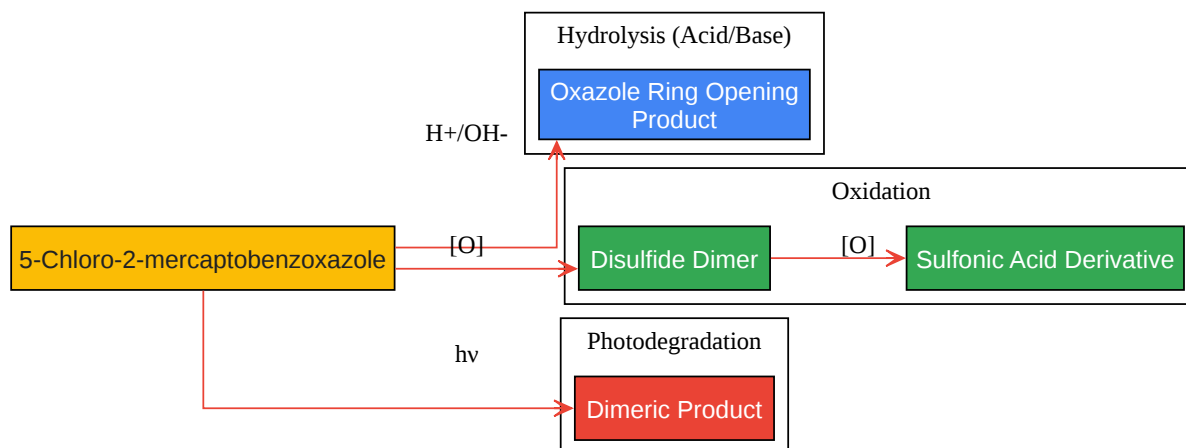 Hydrolysis (Acid/Base)
Oxazole Ring Opening
Product
H+/OH-
Oxidation
5-Chloro-2-mercaptobenzoxazole
[O]
Disulfide Dimer
[O]
Sulfonic Acid Derivative
Photodegradation
hν
Dimeric Product